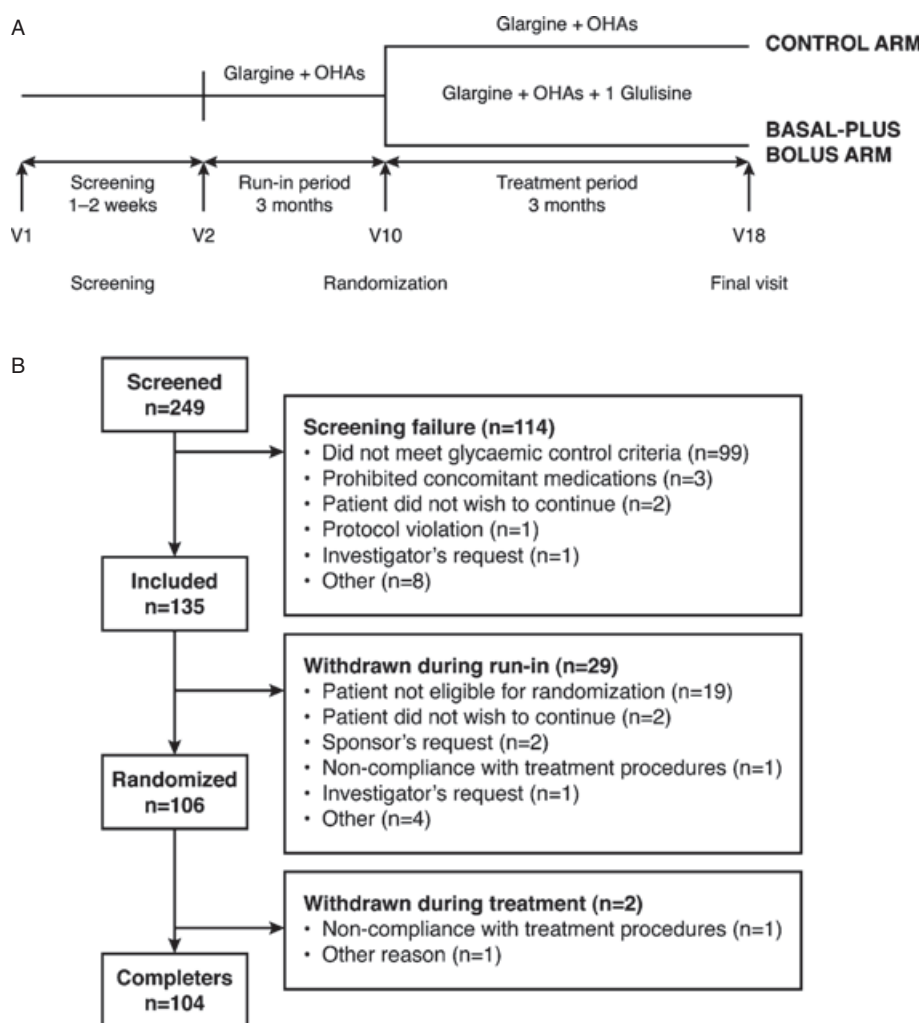 A
Glargine + OHAs
CONTROL ARM
Glargine + OHAs
Glargine + OHAs + 1 Glulisine
BASAL-PLUS
BOLUS ARM
Screening
1–2 weeks
Run-in period
3 months
Treatment period
3 months
V1
V2
V10
V18
Screening
Randomization
Final visit
B
Screened
n=249
Screening failure (n=114)
• Did not meet glycaemic control criteria (n=99)
• Prohibited concomitant medications (n=3)
• Patient did not wish to continue (n=2)
• Protocol violation (n=1)
• Investigator's request (n=1)
• Other (n=8)
Included
n=135
Withdrawn during run-in (n=29)
• Patient not eligible for randomization (n=19)
• Patient did not wish to continue (n=2)
• Sponsor's request (n=2)
• Non-compliance with treatment procedures (n=1)
• Investigator's request (n=1)
• Other (n=4)
Randomized
n=106
Withdrawn during treatment (n=2)
• Non-compliance with treatment procedures (n=1)
• Other reason (n=1)
Completers
n=104